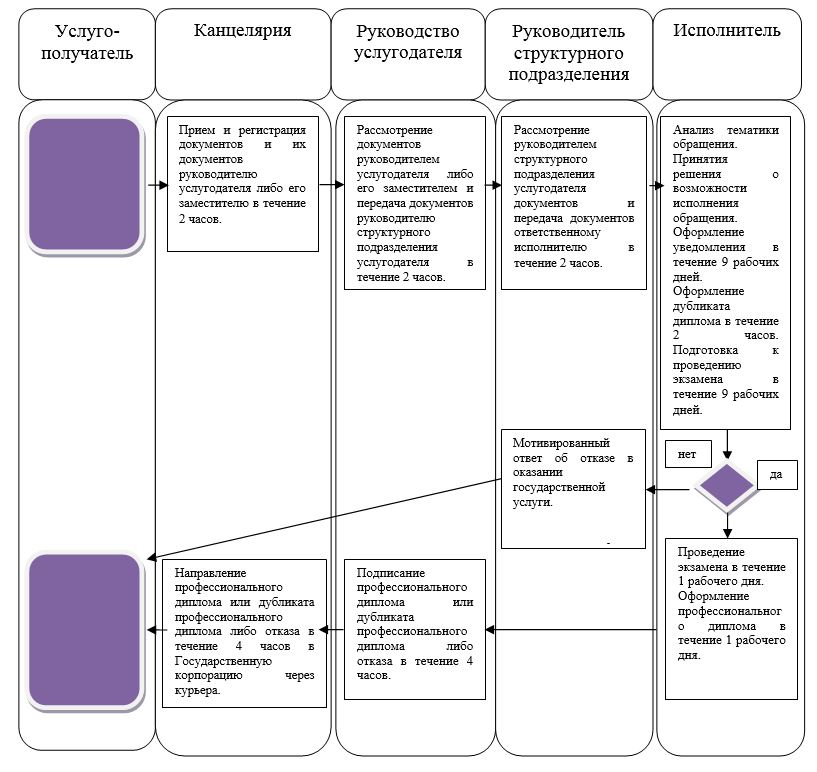 Услуго-
получатель
Канцелярия
Руководство
услугодателя
Руководитель
структурного
подразделения
Исполнитель
Прием и регистрация
документов и их
документов
руководителю
услугодателя либо его
заместителю в течение
2 часов.
Рассмотрение
документов
руководителем
услугодателя либо
его заместителем и
передача документов
руководителю
структурного
подразделения
услугодателя в
течение 2 часов.
Рассмотрение
руководителем
структурного
подразделения
услугодателя
документов и
передача документов
ответственному
исполнителю в
течение 2 часов.
Анализ тематики
обращения.
Принятия
решения о
возможности
исполнения
обращения.
Оформление
уведомления в
течение 9 рабочих
дней.
Оформление
дубликата
диплома в течение
2 часов.
Подготовка к
проведению
экзамена в
течение 9 рабочих
дней.
нет
да
Мотивированный
ответ об отказе в
оказании
государственной
услуги.
-
Проведение
экзамена в течение
1 рабочего дня.
Оформление
профессиональног
о диплома в
течение 1 рабочего
дня.
Подписание
профессионального
диплома или
дубликата
профессионального
диплома либо
отказа в течение 4
часов.
Направление
профессионального
диплома или дубликата
профессионального
диплома либо отказа в
течение 4 часов в
Государственную
корпорацию через
курьера.